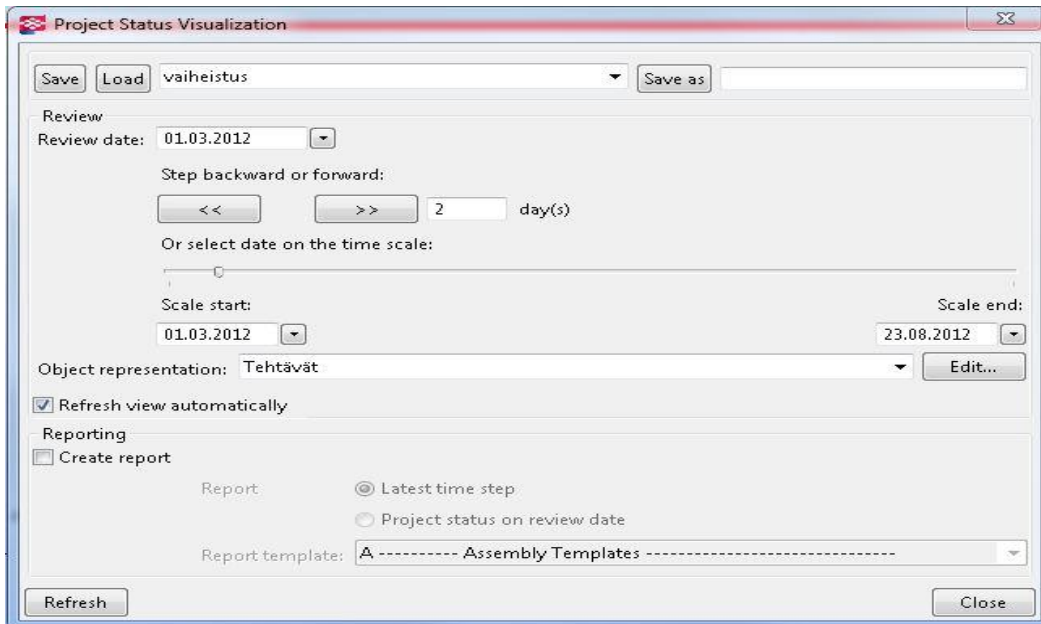 Project Status Visualization
Save Load vaiheistus Save as
Review
Review date: 01.03.2012
Step backward or forward:
<< >> 2 day(s)
Or select date on the time scale:
Scale start: Scale end:
01.03.2012 23.08.2012
Object representation: Tehtävät Edit...
Refresh view automatically
Reporting
Create report
Report Latest time step
Project status on review date
Report template: A ---------- Assembly Templates --------------------------------
Refresh Close